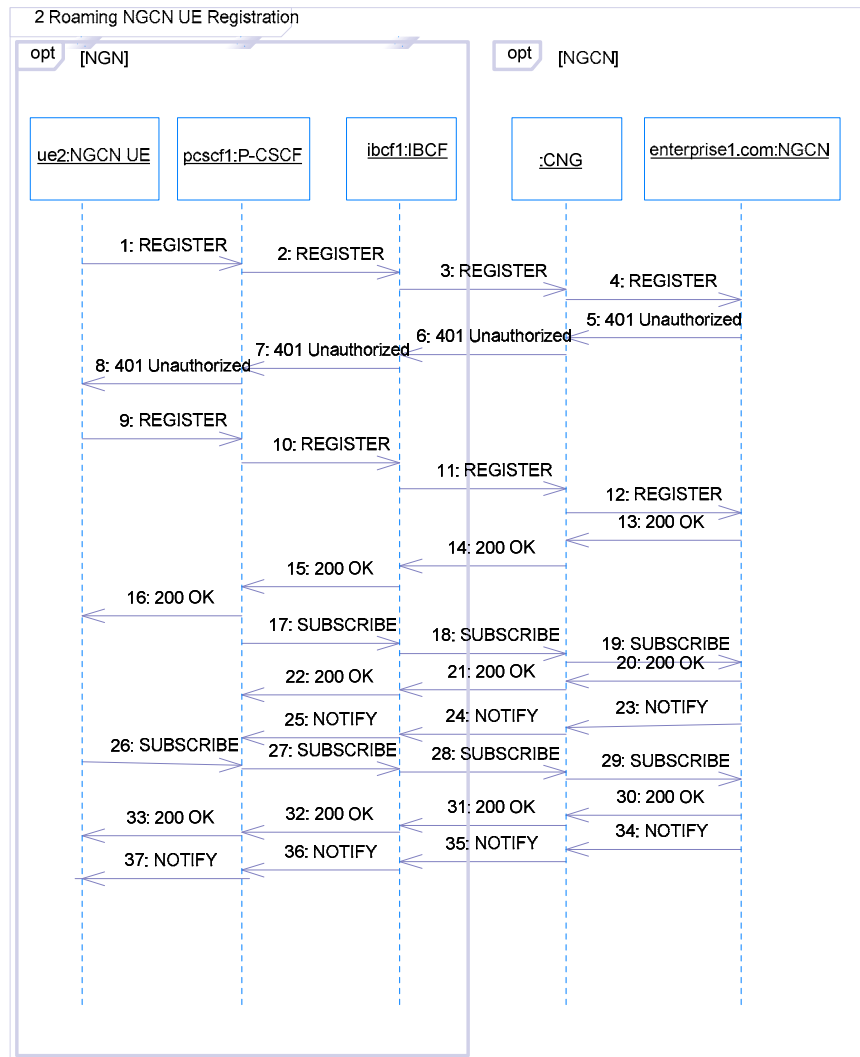 2 Roaming NGCN UE Registration
opt [NGN]
opt [NGCN]
ue2:NGCN UE
pcscf1:P-CSCF
ibcf1:IBCF
:CNG
enterprise1.com:NGCN
1: REGISTER
2: REGISTER
3: REGISTER
4: REGISTER
5: 401 Unauthorized
6: 401 Unauthorized
7: 401 Unauthorized
8: 401 Unauthorized
9: REGISTER
10: REGISTER
11: REGISTER
12: REGISTER
13: 200 OK
14: 200 OK
15: 200 OK
16: 200 OK
17: SUBSCRIBE
18: SUBSCRIBE
19: SUBSCRIBE
20: 200 OK
21: 200 OK
22: 200 OK
23: NOTIFY
24: NOTIFY
25: NOTIFY
26: SUBSCRIBE
27: SUBSCRIBE
28: SUBSCRIBE
29: SUBSCRIBE
30: 200 OK
31: 200 OK
32: 200 OK
33: 200 OK
34: NOTIFY
35: NOTIFY
36: NOTIFY
37: NOTIFY